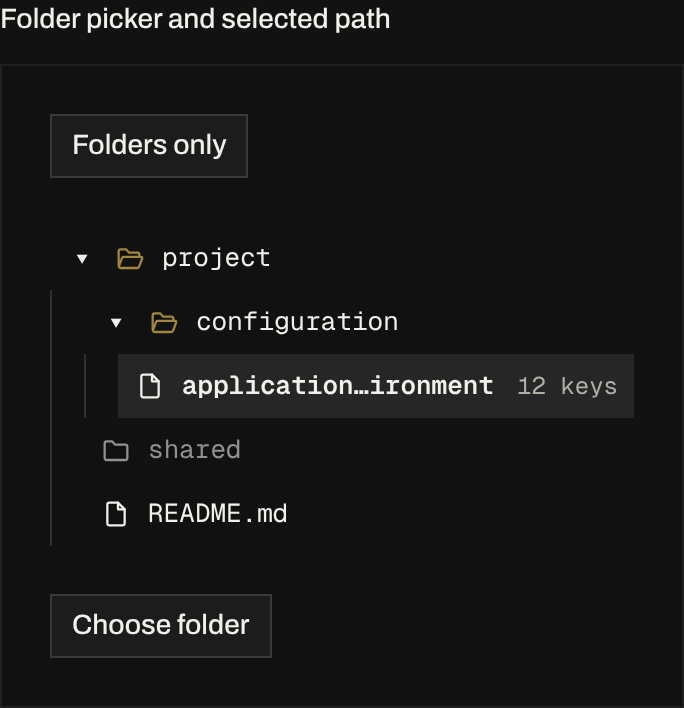 Folder picker and selected path
Folders only
project
configuration
application…ironment 12 keys
shared
README.md
Choose folder